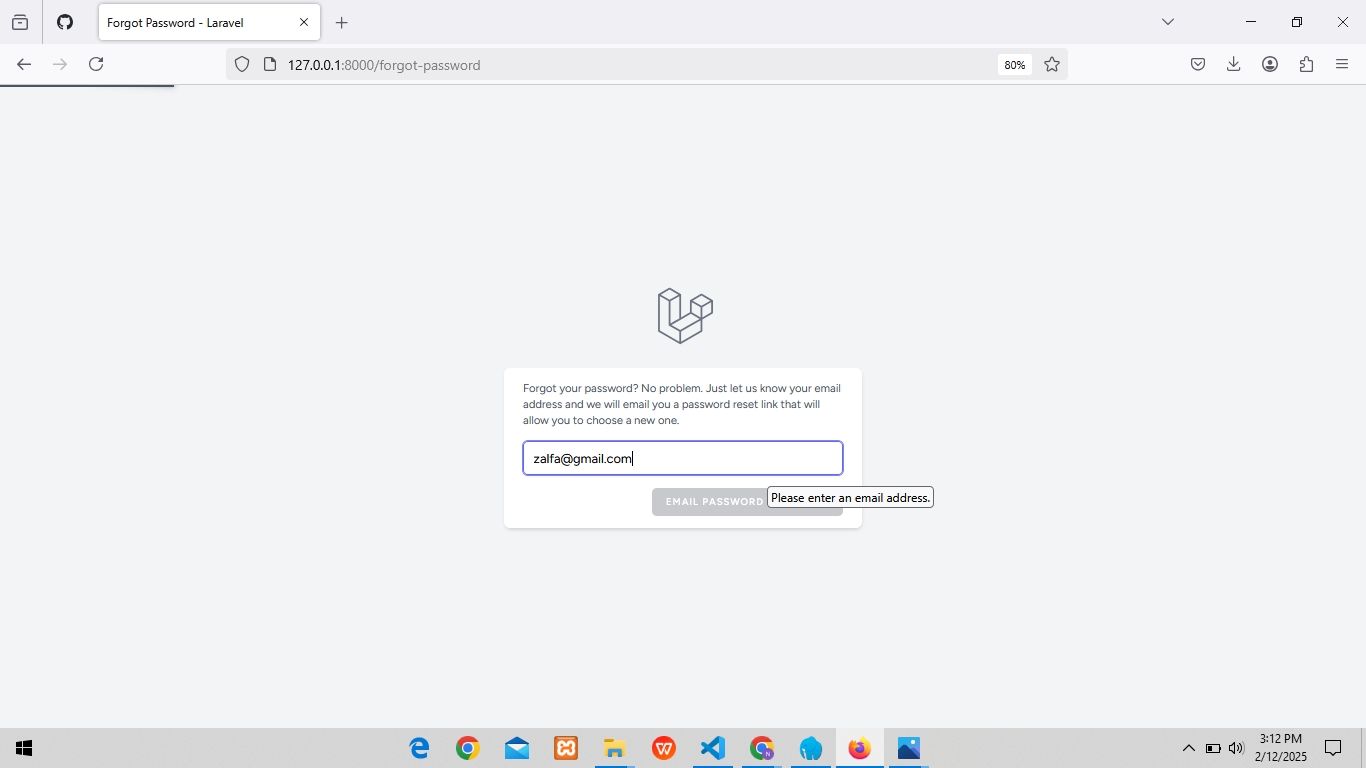 Forgot Password - Laravel
127.0.0.1:8000/forgot-password
80%
Forgot your password? No problem. Just let us know your email
address and we will email you a password reset link that will
allow you to choose a new one.
zalfa@gmail.com
EMAIL PASSWORD
Please enter an email address.
3:12 PM
2/12/2025